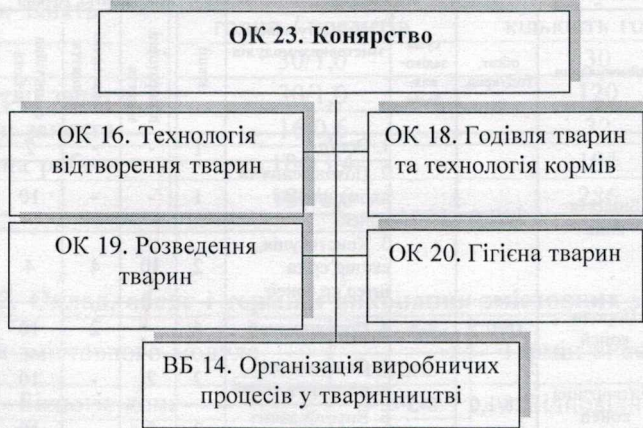 ОК 23. Конярство
ОК 16. Технологія
відтворення тварин
ОК 18. Годівля тварин
та технологія кормів
ОК 19. Розведення
тварин
ОК 20. Гігієна тварин
ВБ 14. Організація виробничих
процесів у тваринництві